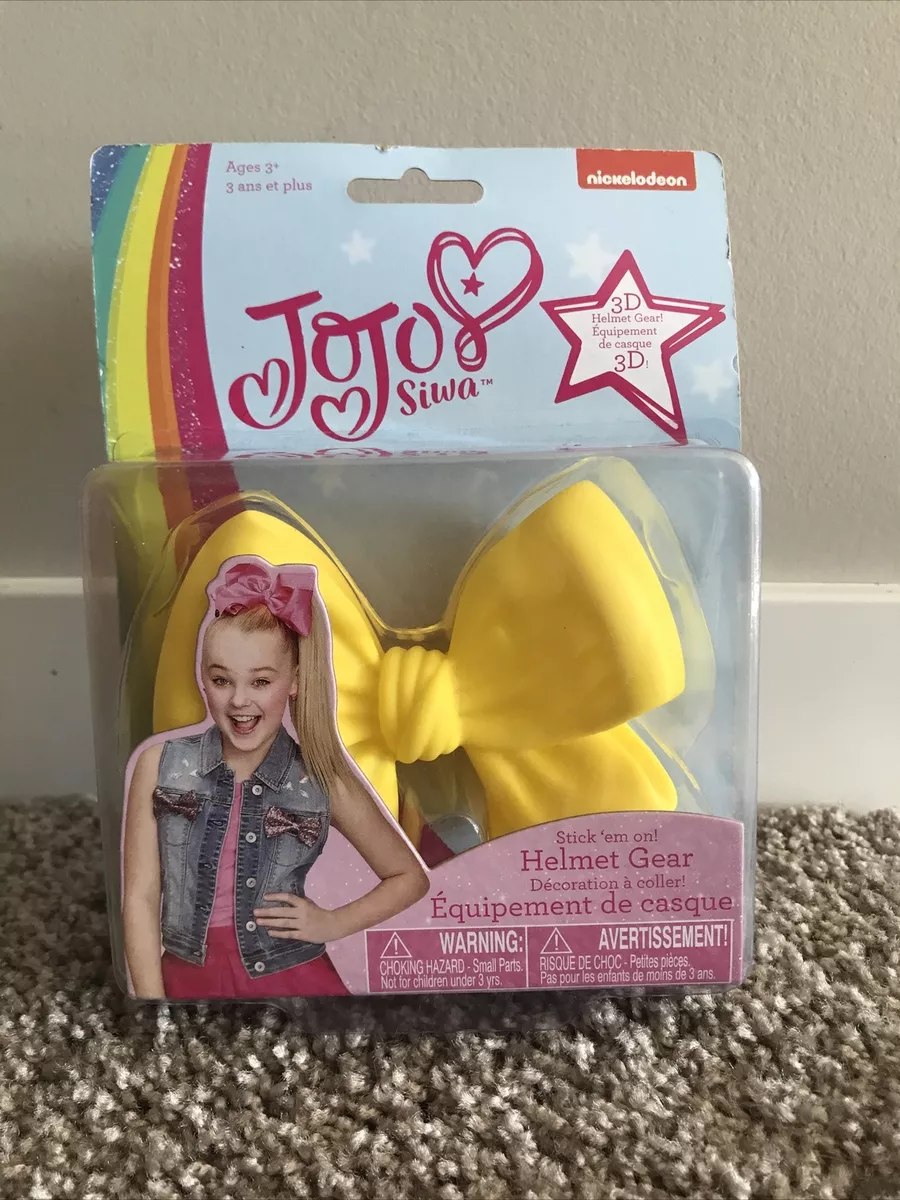 Ages 3+
3 ans et plus
nickelodeon
JoJo
Siwa™
3D
Helmet Gear!
Équipement
de casque
3D!
Stick 'em on!
Helmet Gear
Décoration à coller!
Équipement de casque
WARNING:
CHOKING HAZARD - Small Parts.
Not for children under 3 yrs.
AVERTISSEMENT!
RISQUE DE CHOC - Petites pièces.
Pas pour les enfants de moins de 3 ans.